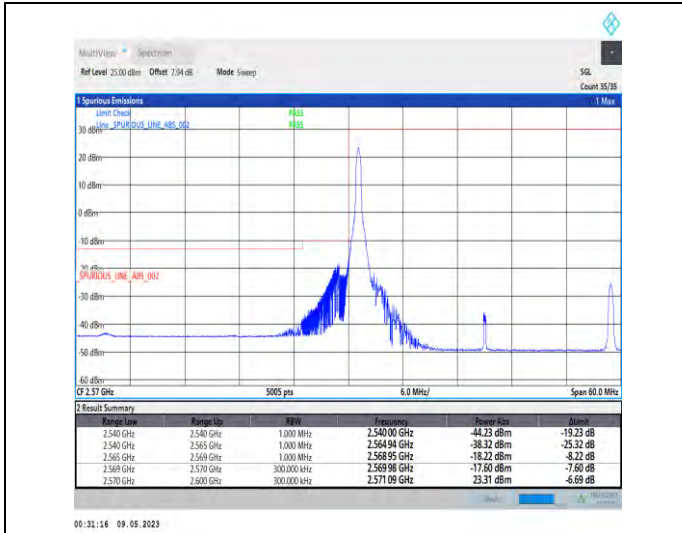 MultiView Spectrum
Ref Level 25.00 dBm Offset 7.94 dB Mode Sweep SGL
Count 35/35
1 Spurious Emissions 1 Max
Limit Check PASS
Line _SPURIOUS_LINE_ABS_002 PASS
30 dBm
20 dBm
10 dBm
0 dBm
-10 dBm
-20 dBm
_SPURIOUS_LINE_ABS_002
-30 dBm
-40 dBm
-50 dBm
-60 dBm
CF 2.57 GHz 5005 pts 6.0 MHz/ Span 60.0 MHz
2 Result Summary
Range Low Range Up RBW Frequency Power Abs ΔLimit
2.540 GHz 2.540 GHz 1.000 MHz 2.540 00 GHz -44.23 dBm -19.23 dB
2.540 GHz 2.565 GHz 1.000 MHz 2.564 94 GHz -38.32 dBm -25.32 dB
2.565 GHz 2.569 GHz 1.000 MHz 2.568 95 GHz -18.22 dBm -8.22 dB
2.569 GHz 2.570 GHz 300.000 kHz 2.569 98 GHz -17.60 dBm -7.60 dB
2.570 GHz 2.600 GHz 300.000 kHz 2.571 09 GHz 23.31 dBm -6.69 dB
00:31:16 09.05.2023